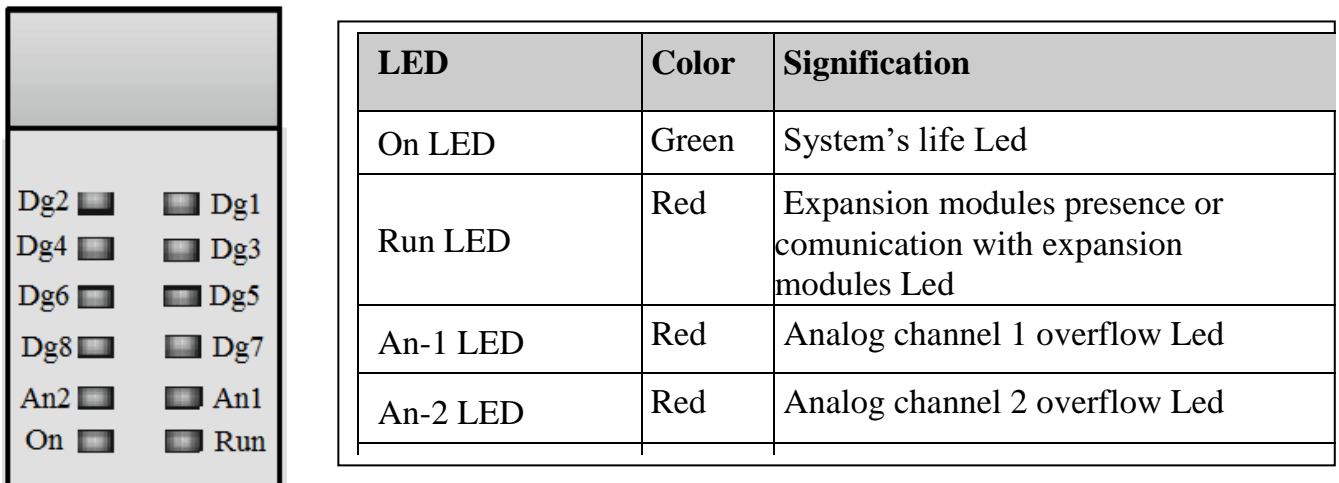 Dg2 Dg1
Dg4 Dg3
Dg6 Dg5
Dg8 Dg7
An2 An1
On Run
LED Color Signification
On LED Green System’s life Led
Run LED Red Expansion modules presence or
comunication with expansion
modules Led
An-1 LED Red Analog channel 1 overflow Led
An-2 LED Red Analog channel 2 overflow Led